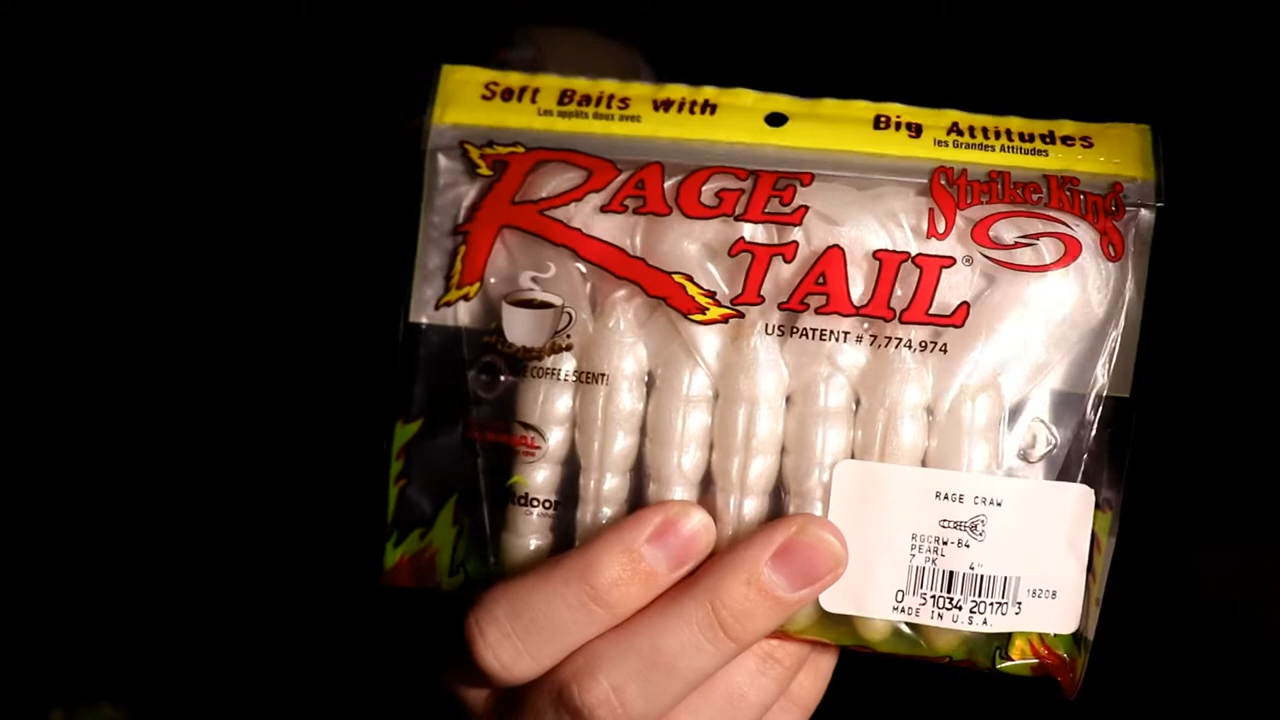 Soft Baits with Big Attitudes
Les appâts doux avec les Grandes Attitudes
RAGE
TAIL®
Strike King
US PATENT # 7,774,974
COFFEE SCENT!
RAGE CRAW
RGCRW-84
PEARL
7 PK 4"
0 51034 20170 3
18208
MADE IN U.S.A.